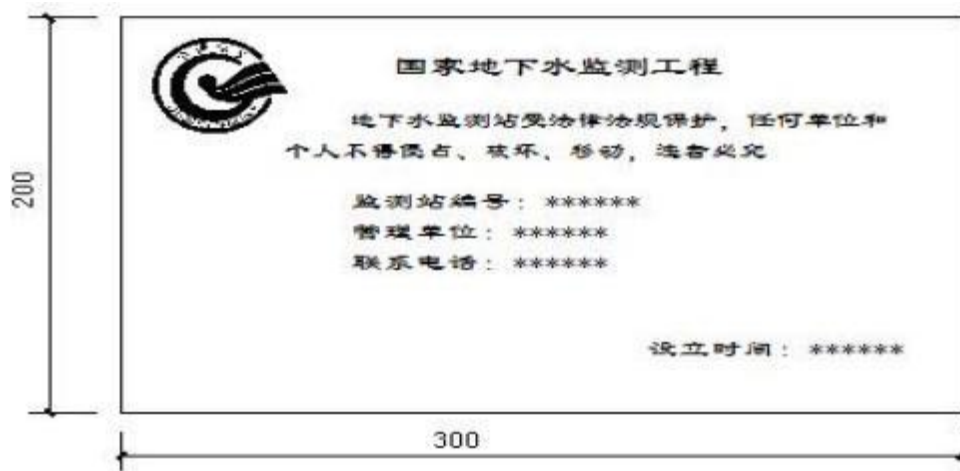 国家地下水监测工程
地下水监测站受法律法规保护，任何单位和
个人不得侵占、破坏、移动，违者必究
监测站编号：******
管理单位：******
联系电话：******
设立时间：******
200
300